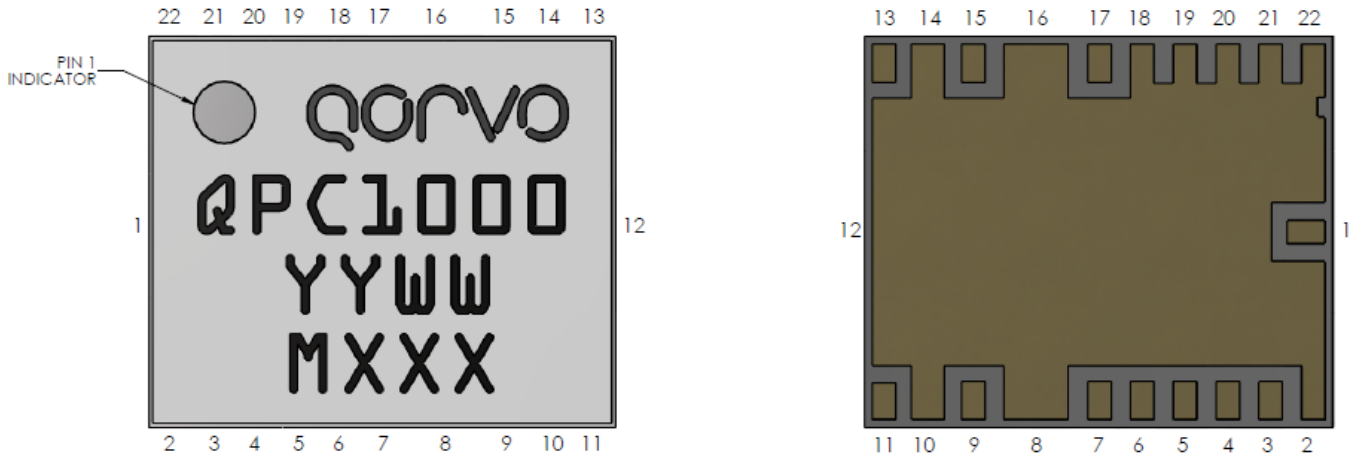 22 21 20 19 18 17 16 15 14 13
PIN 1
INDICATOR
QORVO
QPC1000
YYWW
MXXX
1
12
2 3 4 5 6 7 8 9 10 11
13 14 15 16 17 18 19 20 21 22
12
1
11 10 9 8 7 6 5 4 3 2